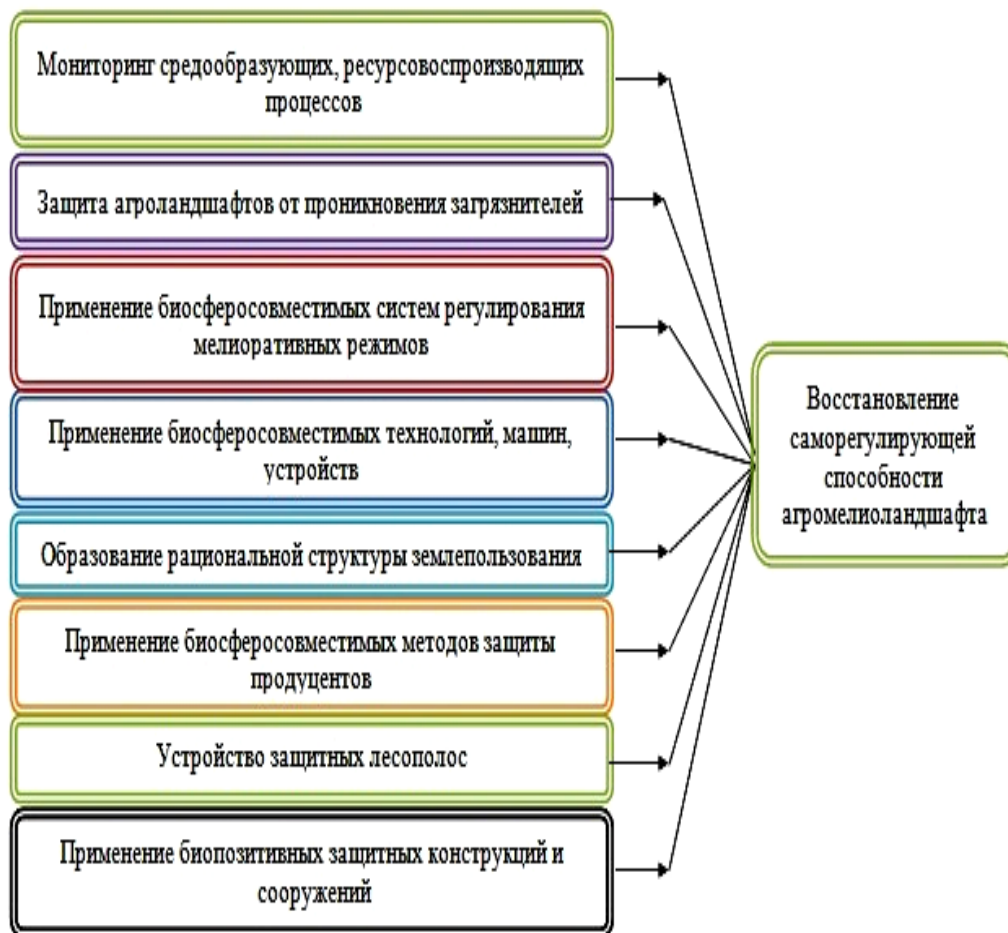 Мониторинг средообразующих, ресурсовоспроизводящих
процессов
Защита агроландшафтов от проникновения загрязнителей
Применение биосферосовместимых систем регулирования
мелиоративных режимов
Применение биосферосовместимых технологий, машин,
устройств
Образование рациональной структуры землепользования
Применение биосферосовместимых методов защиты
продуцентов
Устройство защитных лесополос
Применение биопозитивных защитных конструкций и
сооружений
Восстановление
саморегулирующей
способности
агромелиоландшафта